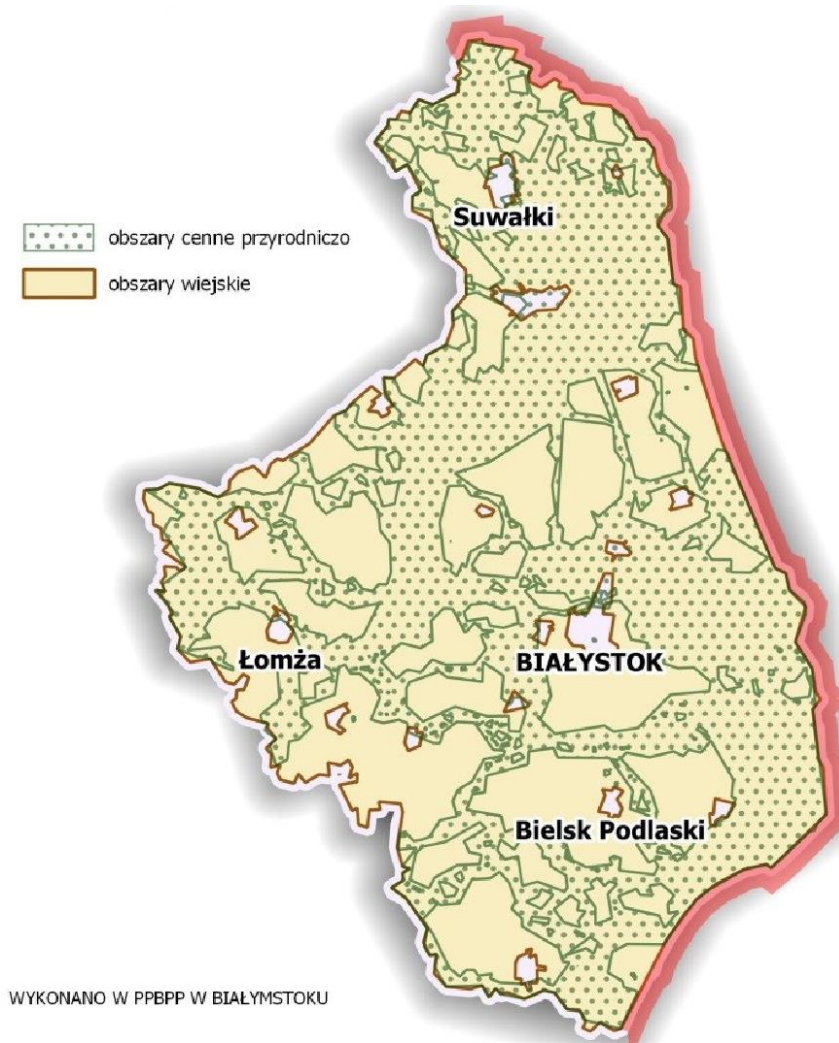 Suwałki
obszary cenne przyrodniczo
obszary wiejskie
Łomża
BIAŁYSTOK
Bielsk Podlaski
WYKONANO W PPBPP W BIAŁYMSTOKU